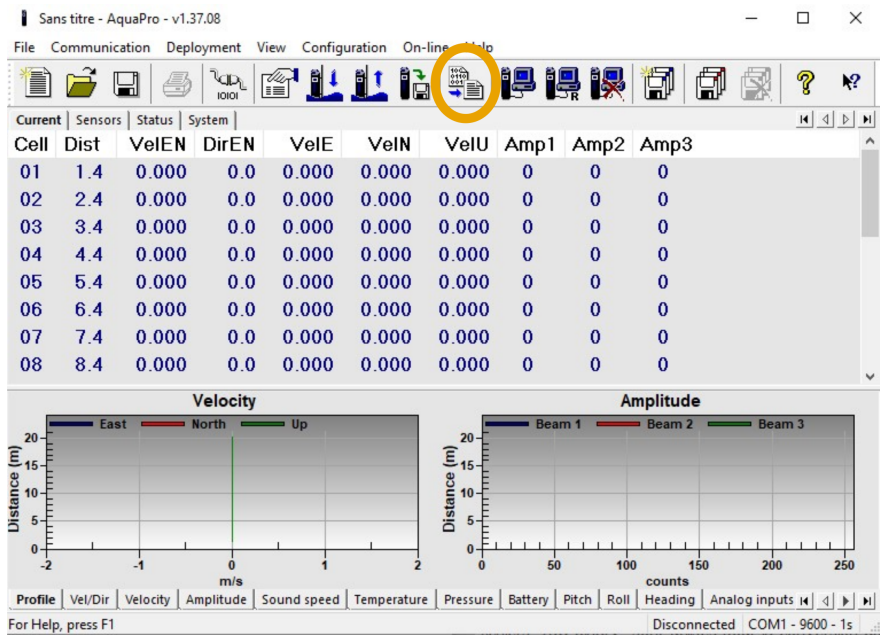 Sans titre - AquaPro - v1.37.08
File Communication Deployment View Configuration On-line Help
Current Sensors Status System
Cell Dist VelEN DirEN VelE VelN VelU Amp1 Amp2 Amp3
01 1.4 0.000 0.0 0.000 0.000 0.000 0 0 0
02 2.4 0.000 0.0 0.000 0.000 0.000 0 0 0
03 3.4 0.000 0.0 0.000 0.000 0.000 0 0 0
04 4.4 0.000 0.0 0.000 0.000 0.000 0 0 0
05 5.4 0.000 0.0 0.000 0.000 0.000 0 0 0
06 6.4 0.000 0.0 0.000 0.000 0.000 0 0 0
07 7.4 0.000 0.0 0.000 0.000 0.000 0 0 0
08 8.4 0.000 0.0 0.000 0.000 0.000 0 0 0
Velocity
East North Up
Distance (m)
20
15
10
5
0
-2 -1 0 1 2
m/s
Amplitude
Beam 1 Beam 2 Beam 3
Distance (m)
20
15
10
5
0
0 50 100 150 200 250
counts
Profile Vel/Dir Velocity Amplitude Sound speed Temperature Pressure Battery Pitch Roll Heading Analog inputs
For Help, press F1 Disconnected COM1 - 9600 - 1s